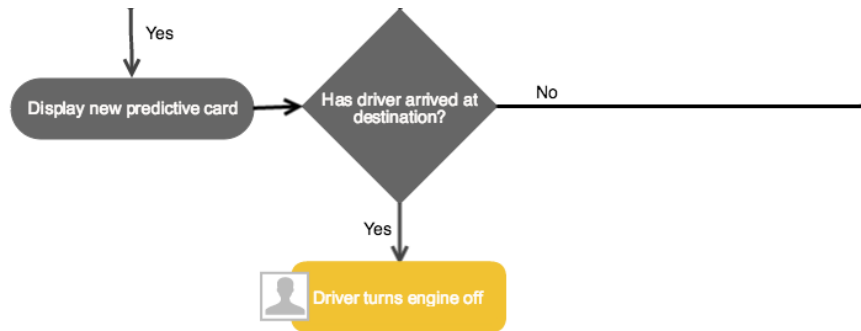 Yes
Display new predictive card
Has driver arrived at
destination?
No
Yes
Driver turns engine off